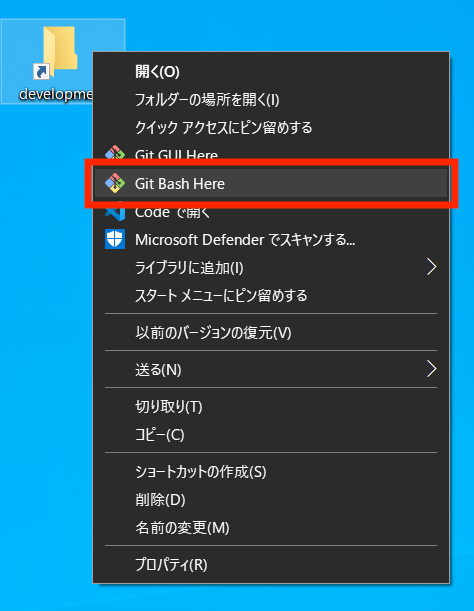 developme
開く(O)
フォルダーの場所を開く(I)
クイック アクセスにピン留めする
Git GUI Here
Git Bash Here
Code で開く
Microsoft Defender でスキャンする...
ライブラリに追加(I)
スタート メニューにピン留めする
以前のバージョンの復元(V)
送る(N)
切り取り(T)
コピー(C)
ショートカットの作成(S)
削除(D)
名前の変更(M)
プロパティ(R)